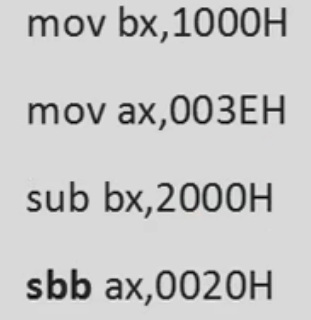 mov bx,1000H
mov ax,003EH
sub bx,2000H
sbb ax,0020H